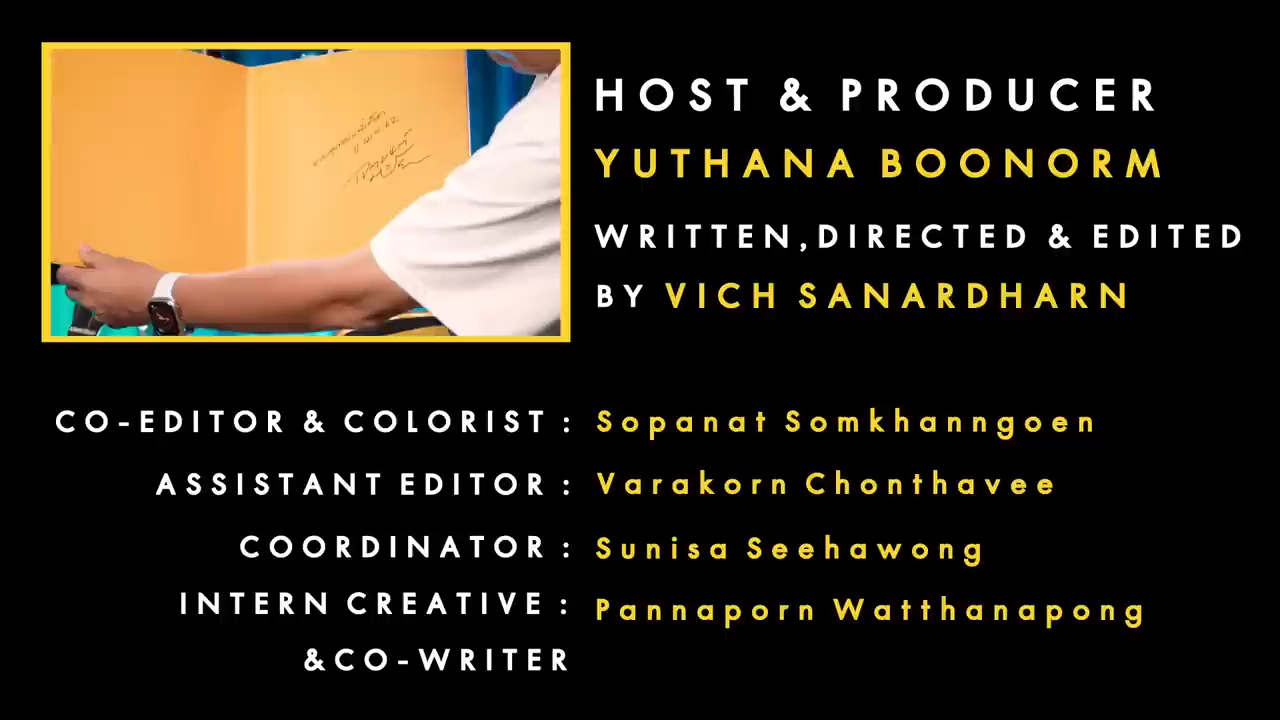 HOST & PRODUCER
YUTHANA BOONORM
WRITTEN,DIRECTED & EDITED
BY VICH SANARDHARN
CO-EDITOR & COLORIST : Sopanat Somkhanngoen
ASSISTANT EDITOR : Varakorn Chonthavee
COORDINATOR : Sunisa Seehawong
INTERN CREATIVE : Pannaporn Watthanapong
&CO-WRITER